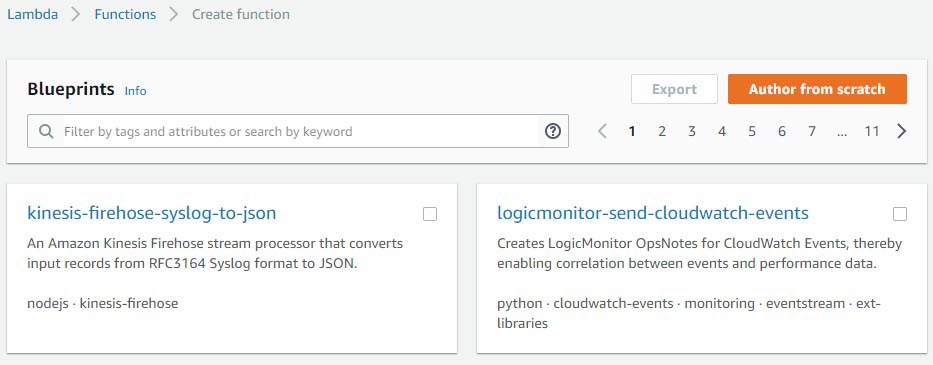 Lambda > Functions > Create function
Blueprints Info Export Author from scratch
Filter by tags and attributes or search by keyword ? < 1 2 3 4 5 6 7 ... 11 >
kinesis-firehose-syslog-to-json
An Amazon Kinesis Firehose stream processor that converts
input records from RFC3164 Syslog format to JSON.
nodejs · kinesis-firehose
logicmonitor-send-cloudwatch-events
Creates LogicMonitor OpsNotes for CloudWatch Events, thereby
enabling correlation between events and performance data.
python · cloudwatch-events · monitoring · eventstream · ext-
libraries